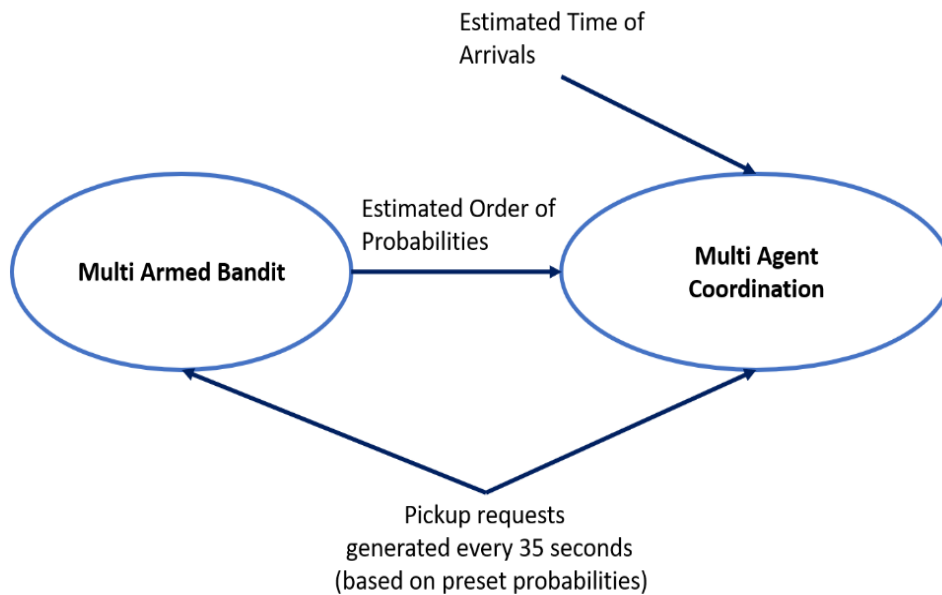 Estimated Time of
Arrivals
Estimated Order of
Probabilities
Multi Armed Bandit
Multi Agent
Coordination
Pickup requests
generated every 35 seconds
(based on preset probabilities)